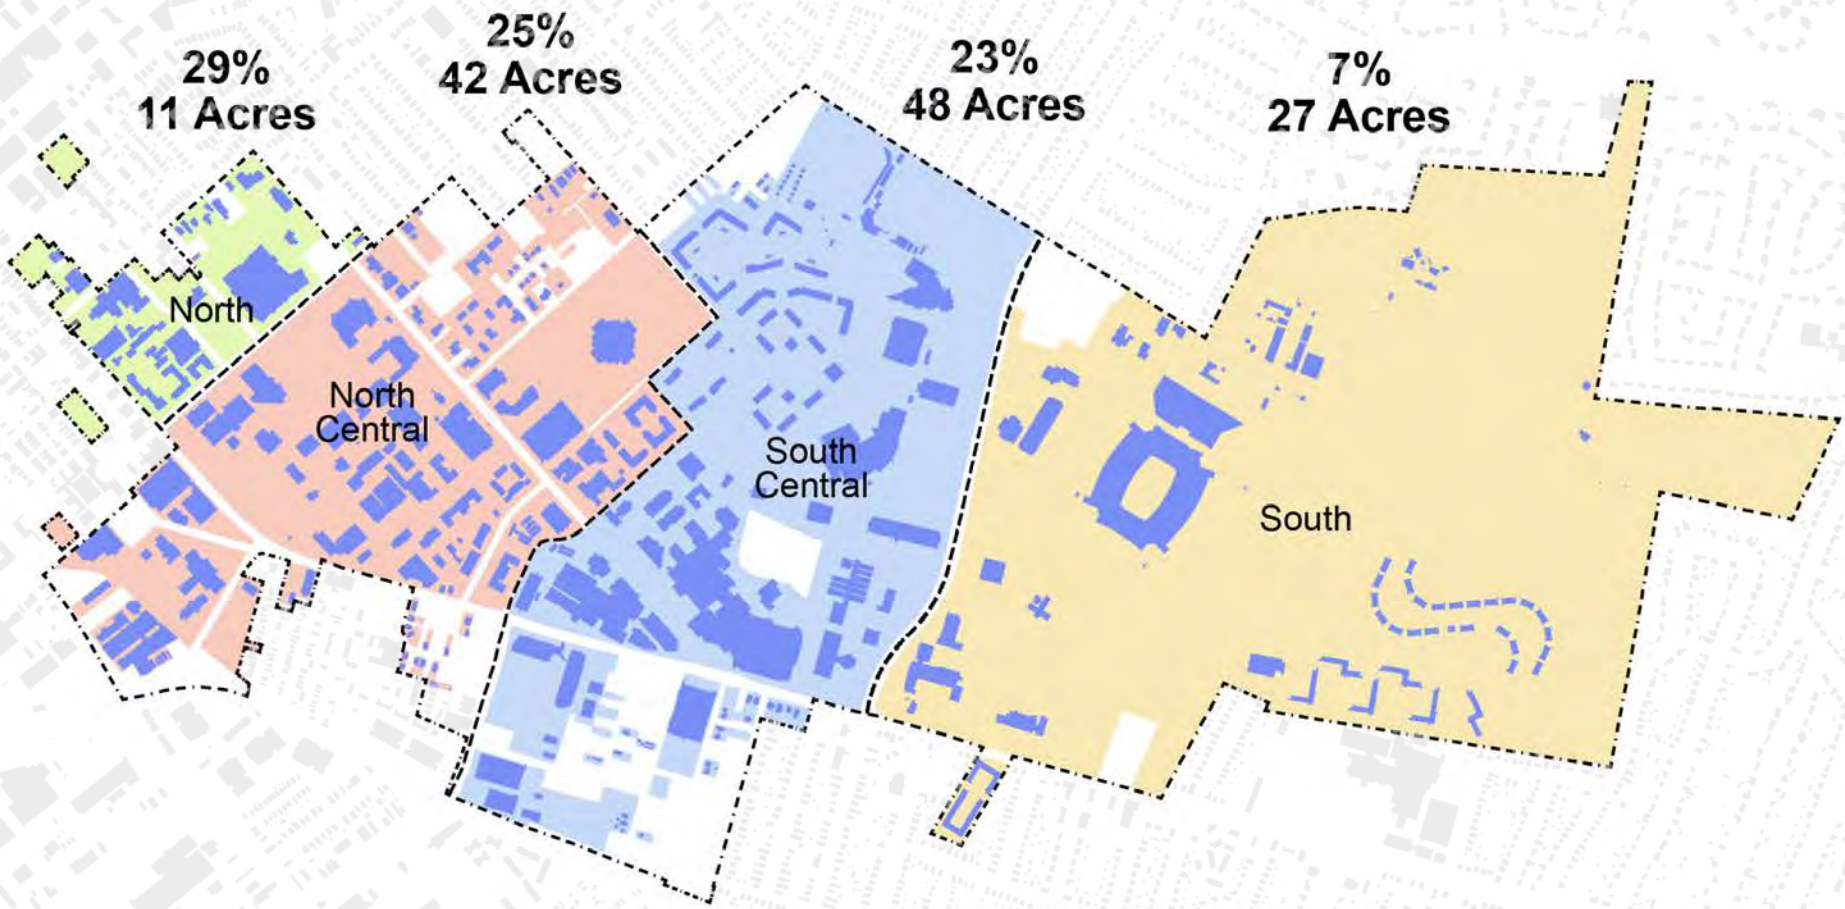 29%
11 Acres
25%
42 Acres
23%
48 Acres
7%
27 Acres
North
North
Central
South
Central
South